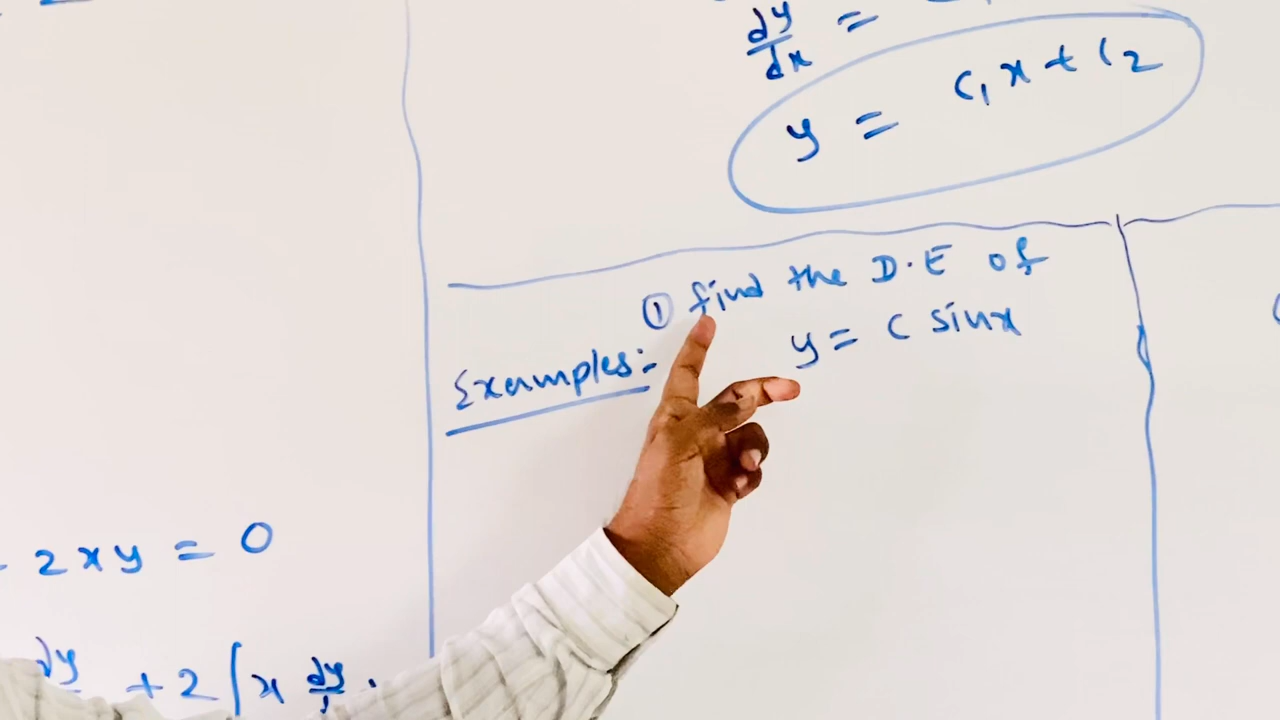 dy/dx =
y = c₁x + c₂
① find the D.E of
y = c sinx
Examples:-
2xy = 0
dy + 2(x dy